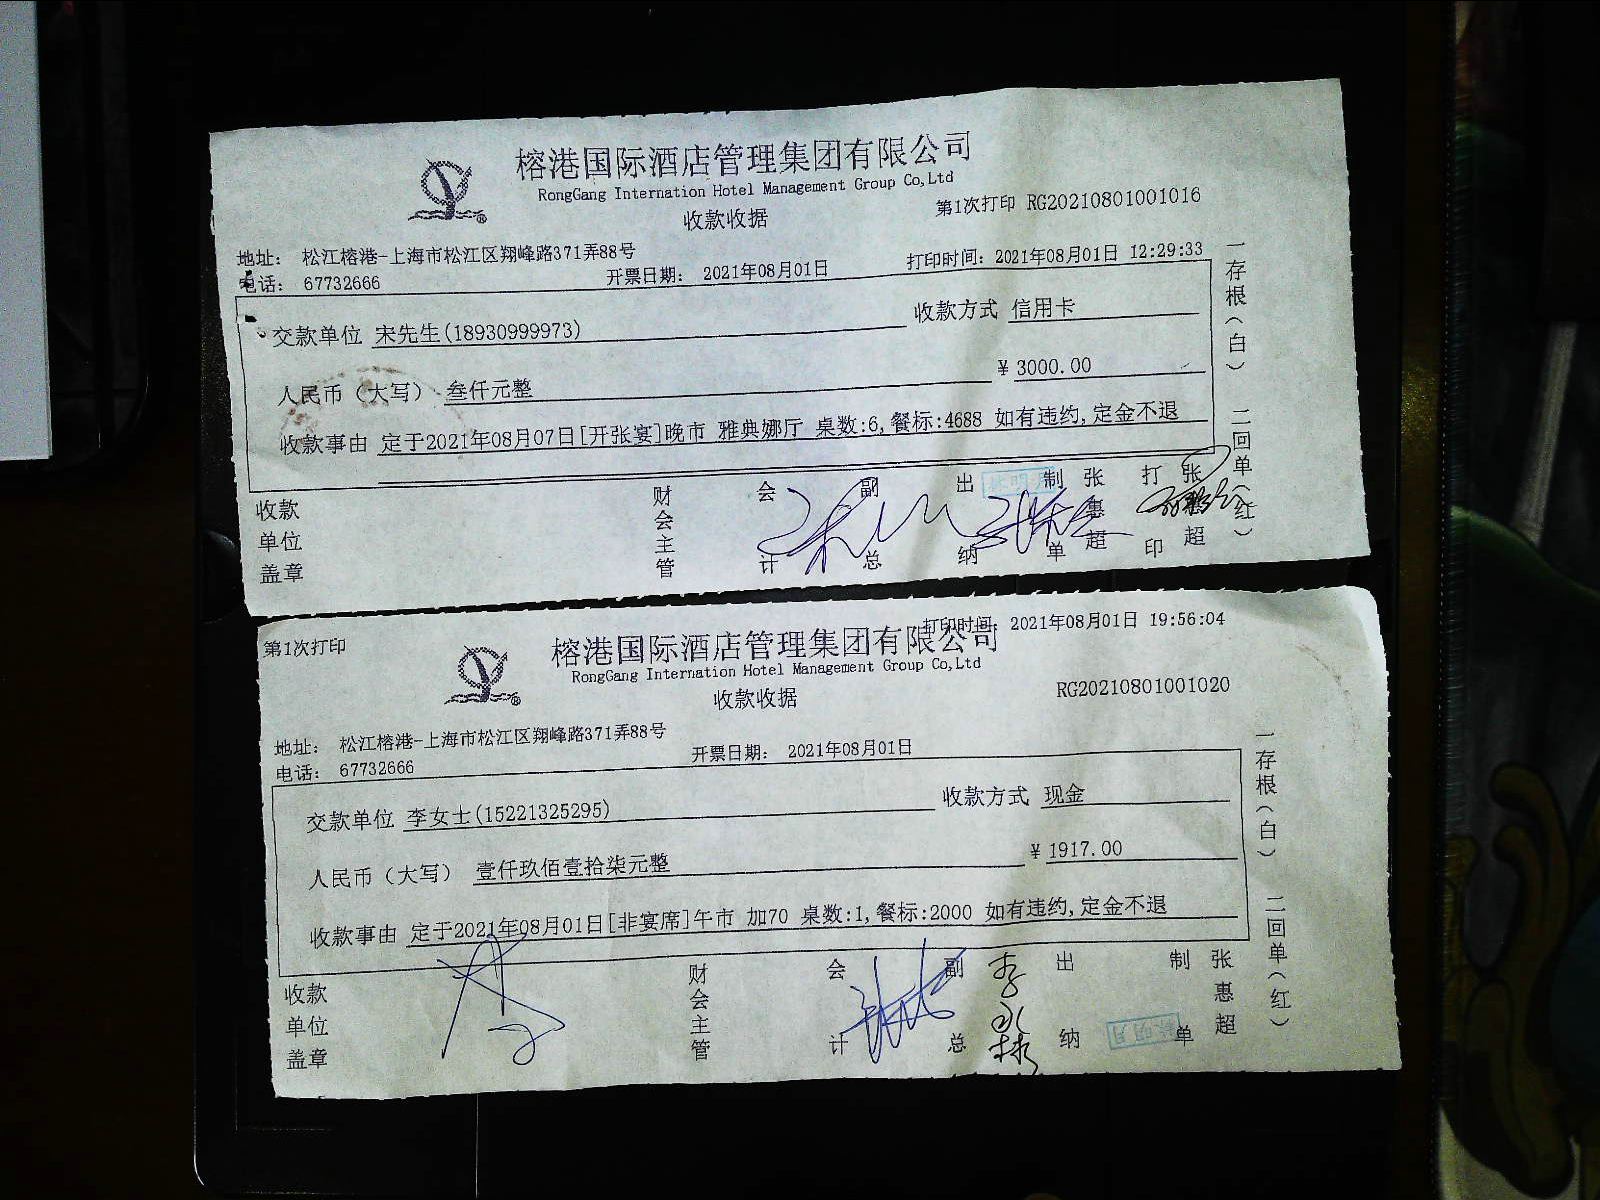 榕港国际酒店管理集团有限公司
RongGang Internation Hotel Management Group Co,Ltd
收款收据
第1次打印 RG20210801001016
地址： 松江榕港-上海市松江区翔峰路371弄88号
电话： 67732666
开票日期： 2021年08月01日
打印时间：2021年08月01日 12:29:33
交款单位 宋先生(18930999973)
收款方式 信用卡
人民币（大写） 叁仟元整
¥ 3000.00
收款事由 定于2021年08月07日[开张宴]晚市 雅典娜厅 桌数:6,餐标:4688 如有违约,定金不退
收款单位盖章
财会主管
会计
副总
出纳
制单
张惠超
打印
张惠超
一存根（白） 二回单（红）
第1次打印
打印时间：2021年08月01日 19:56:04
榕港国际酒店管理集团有限公司
RongGang Internation Hotel Management Group Co,Ltd
收款收据
RG20210801001020
地址： 松江榕港-上海市松江区翔峰路371弄88号
电话： 67732666
开票日期： 2021年08月01日
交款单位 李女士(15221325295)
收款方式 现金
人民币（大写） 壹仟玖佰壹拾柒元整
¥ 1917.00
收款事由 定于2021年08月01日[非宴席]午市 加70 桌数:1,餐标:2000 如有违约,定金不退
收款单位盖章
财会主管
会计
副总
出纳
制单
张惠超
一存根（白） 二回单（红）